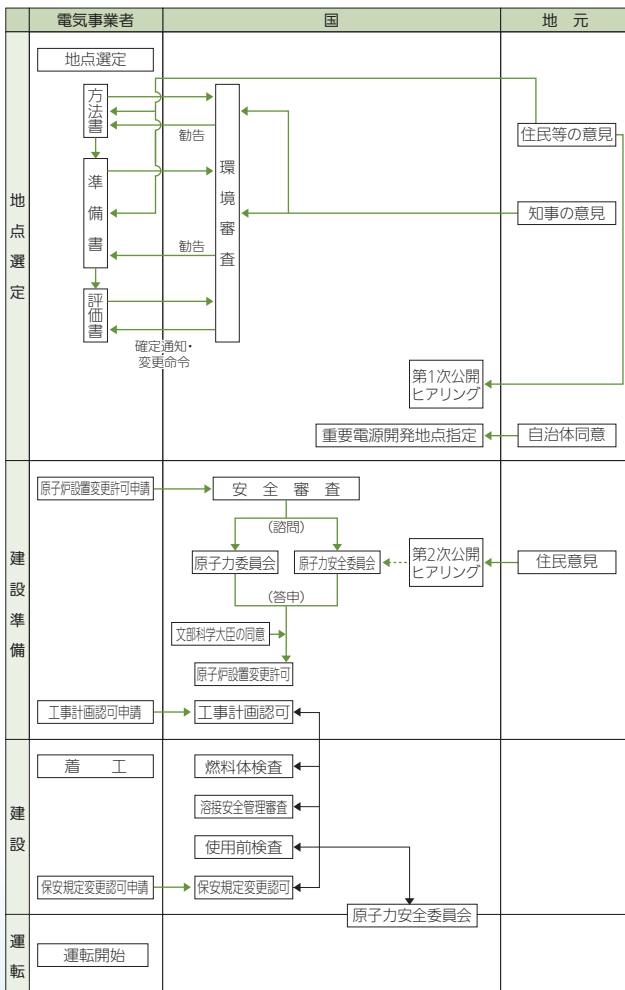 電気事業者
国
地 元
地点選定
地点選定
方法書
勧告
環境審査
住民等の意見
準備書
知事の意見
勧告
評価書
確定通知・
変更命令
第1次公開
ヒアリング
重要電源開発地点指定
自治体同意
建設準備
原子炉設置変更許可申請
安 全 審 査
(諮問)
原子力委員会
原子力安全委員会
第2次公開
ヒアリング
住民意見
(答申)
文部科学大臣の同意
原子炉設置変更許可
工事計画認可申請
工事計画認可
建設
着 工
燃料体検査
溶接安全管理審査
使用前検査
保安規定変更認可申請
保安規定変更認可
原子力安全委員会
運転
運転開始